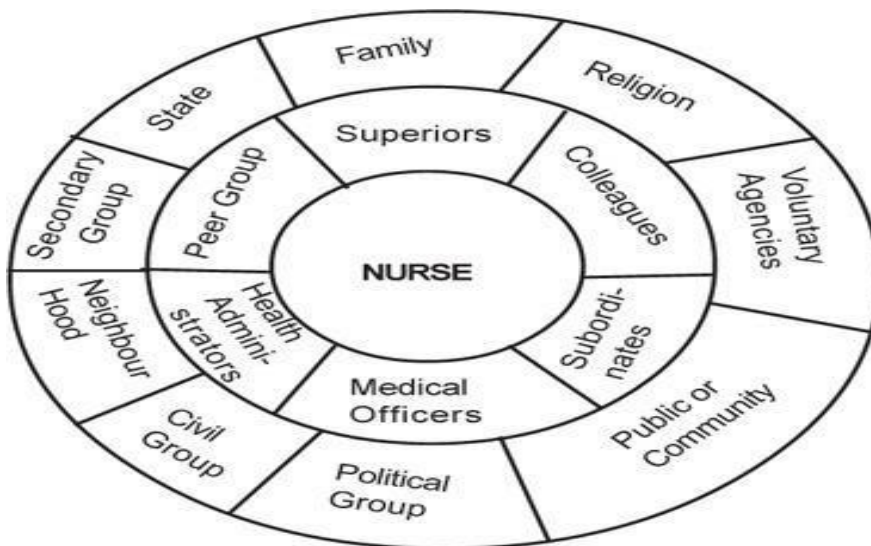 Family
Religion
Voluntary
Agencies
Public or
Community
Political
Group
Civil
Group
Neighbour
Hood
Secondary
Group
State
Superiors
Colleagues
Subordi-
nates
Medical
Officers
Health
Admini-
strators
Peer Group
NURSE